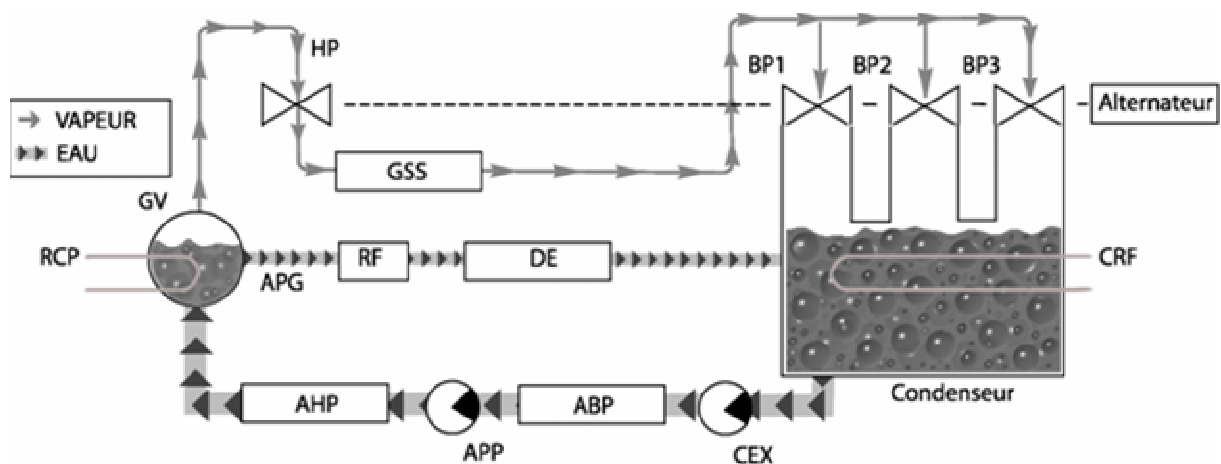 HP
BP1
BP2
BP3
Alternateur
VAPEUR
EAU
GSS
GV
RCP
APG
RF
DE
CRF
Condenseur
AHP
APP
ABP
CEX